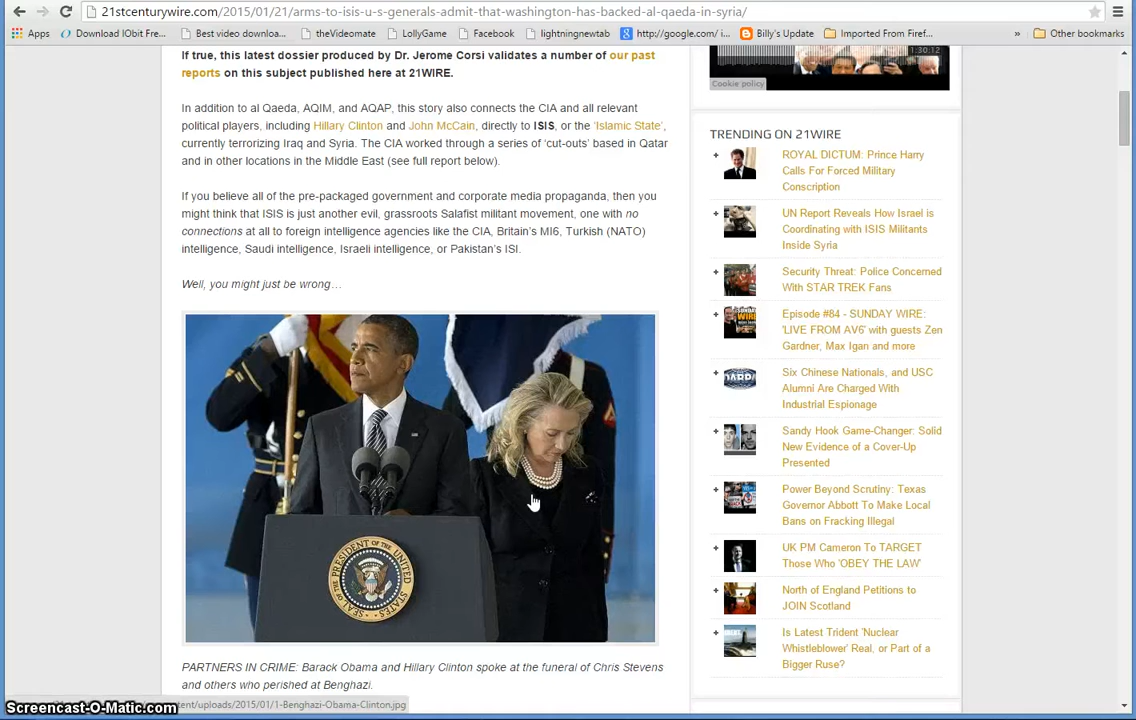 21stcenturywire.com/2015/01/21/arms-to-isis-u-s-generals-admit-that-washington-has-backed-al-qaeda-in-syria/
Apps Download IObit Fre... Best video downloa... theVideomate LollyGame Facebook lightningnewtab http://google.com/ i... Billy's Update Imported From Firef... » Other bookmarks
If true, this latest dossier produced by Dr. Jerome Corsi validates a number of our past
reports on this subject published here at 21WIRE.
In addition to al Qaeda, AQIM, and AQAP, this story also connects the CIA and all relevant
political players, including Hillary Clinton and John McCain, directly to ISIS, or the 'Islamic State',
currently terrorizing Iraq and Syria. The CIA worked through a series of 'cut-outs' based in Qatar
and in other locations in the Middle East (see full report below).
If you believe all of the pre-packaged government and corporate media propaganda, then you
might think that ISIS is just another evil, grassroots Salafist militant movement, one with no
connections at all to foreign intelligence agencies like the CIA, Britain's MI6, Turkish (NATO)
intelligence, Saudi intelligence, Israeli intelligence, or Pakistan's ISI.
Well, you might just be wrong…
SEAL OF THE PRESIDENT OF THE UNITED STATES
PARTNERS IN CRIME: Barack Obama and Hillary Clinton spoke at the funeral of Chris Stevens
and others who perished at Benghazi.
1:30:12
Cookie policy
TRENDING ON 21WIRE
ROYAL DICTUM: Prince Harry
Calls For Forced Military
Conscription
UN Report Reveals How Israel is
Coordinating with ISIS Militants
Inside Syria
Security Threat: Police Concerned
With STAR TREK Fans
Episode #84 - SUNDAY WIRE:
'LIVE FROM AV6' with guests Zen
Gardner, Max Igan and more
DARPA
Six Chinese Nationals, and USC
Alumni Are Charged With
Industrial Espionage
Sandy Hook Game-Changer: Solid
New Evidence of a Cover-Up
Presented
Power Beyond Scrutiny: Texas
Governor Abbott To Make Local
Bans on Fracking Illegal
UK PM Cameron To TARGET
Those Who 'OBEY THE LAW'
North of England Petitions to
JOIN Scotland
Is Latest Trident 'Nuclear
Whistleblower' Real, or Part of a
Bigger Ruse?
Screencast-O-Matic.com tent/uploads/2015/01/1-Benghazi-Obama-Clinton.jpg